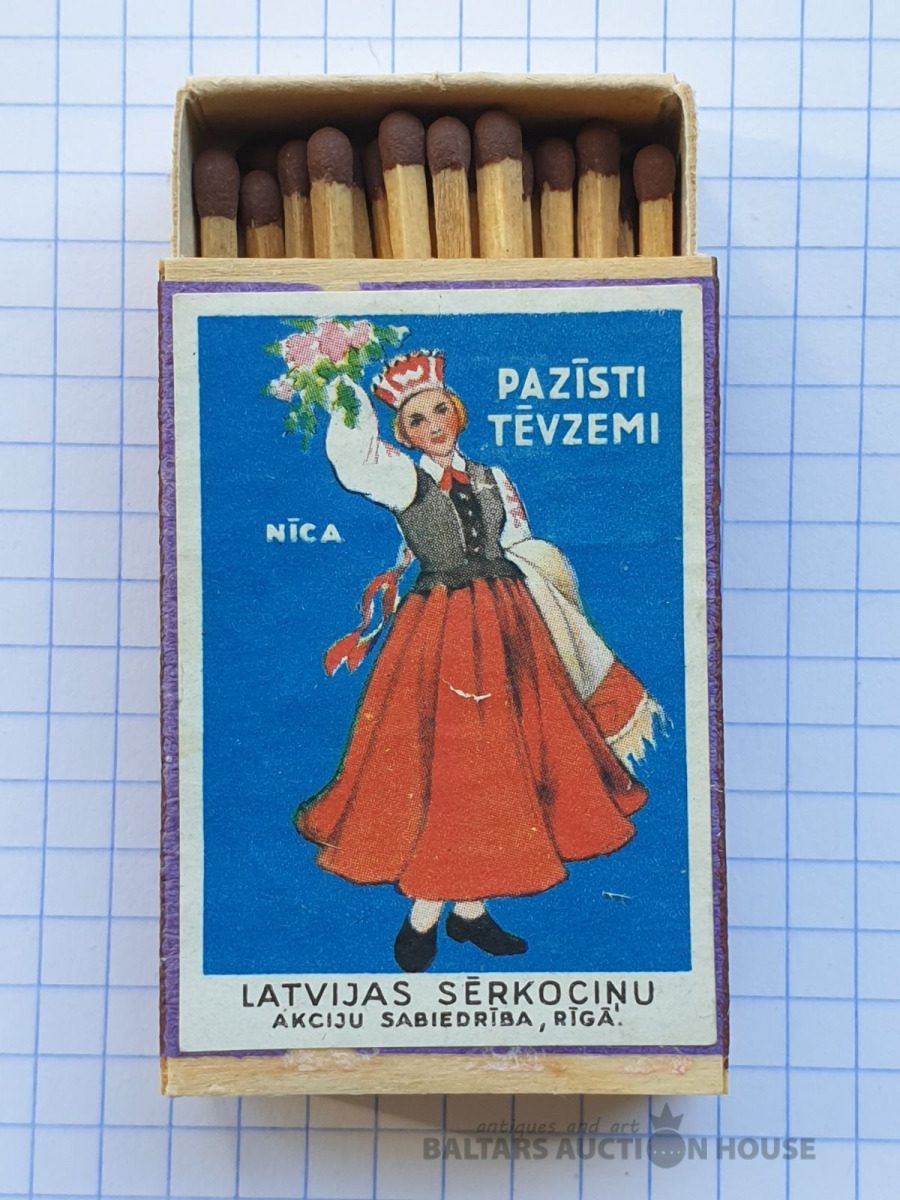 PAZĪSTI
TĒVZEMI
NĪCA
LATVIJAS SĒRKOCIŅU
AKCIJU SABIEDRĪBA, RĪGĀ.
antiques and art
BALTARS AUCTION HOUSE